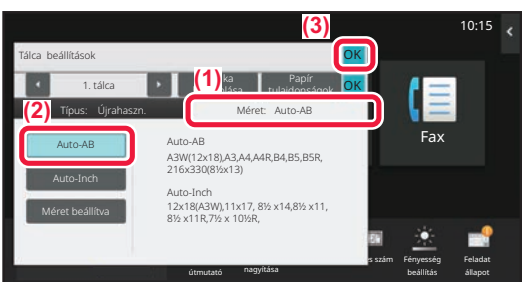 (3)
10:15
Tálca beállítások
OK
1. tálca
(1)
Papír
tulajdonságok
OK
(2)
Típus: Újrahaszn.
Méret: Auto-AB
Auto-AB
Auto-Inch
Méret beállítva
Auto-AB
A3W(12x18),A3,A4,A4R,B4,B5,B5R,
216x330(8½x13)
Auto-Inch
12x18(A3W),11x17, 8½ x14,8½ x11,
8½ x11R,7½ x 10½R,
Fax
útmutató
nagyítása
szám
Fényesség
beállítás
Feladat
állapot